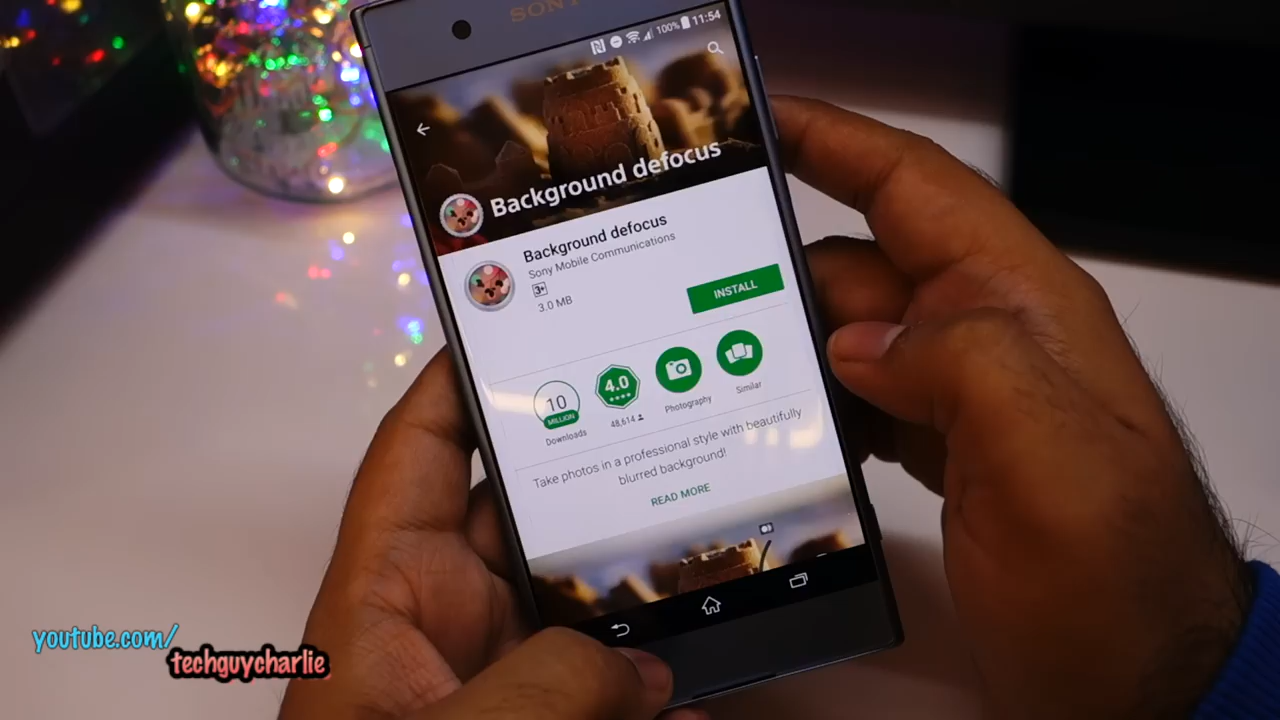 SONY
100% 11:54
Background defocus
Background defocus
Sony Mobile Communications
3+
3.0 MB
INSTALL
10
MILLION
Downloads
4.0
48,614
Photography
Similar
Take photos in a professional style with beautifully
blurred background!
READ MORE
youtube.com/
techguycharlie